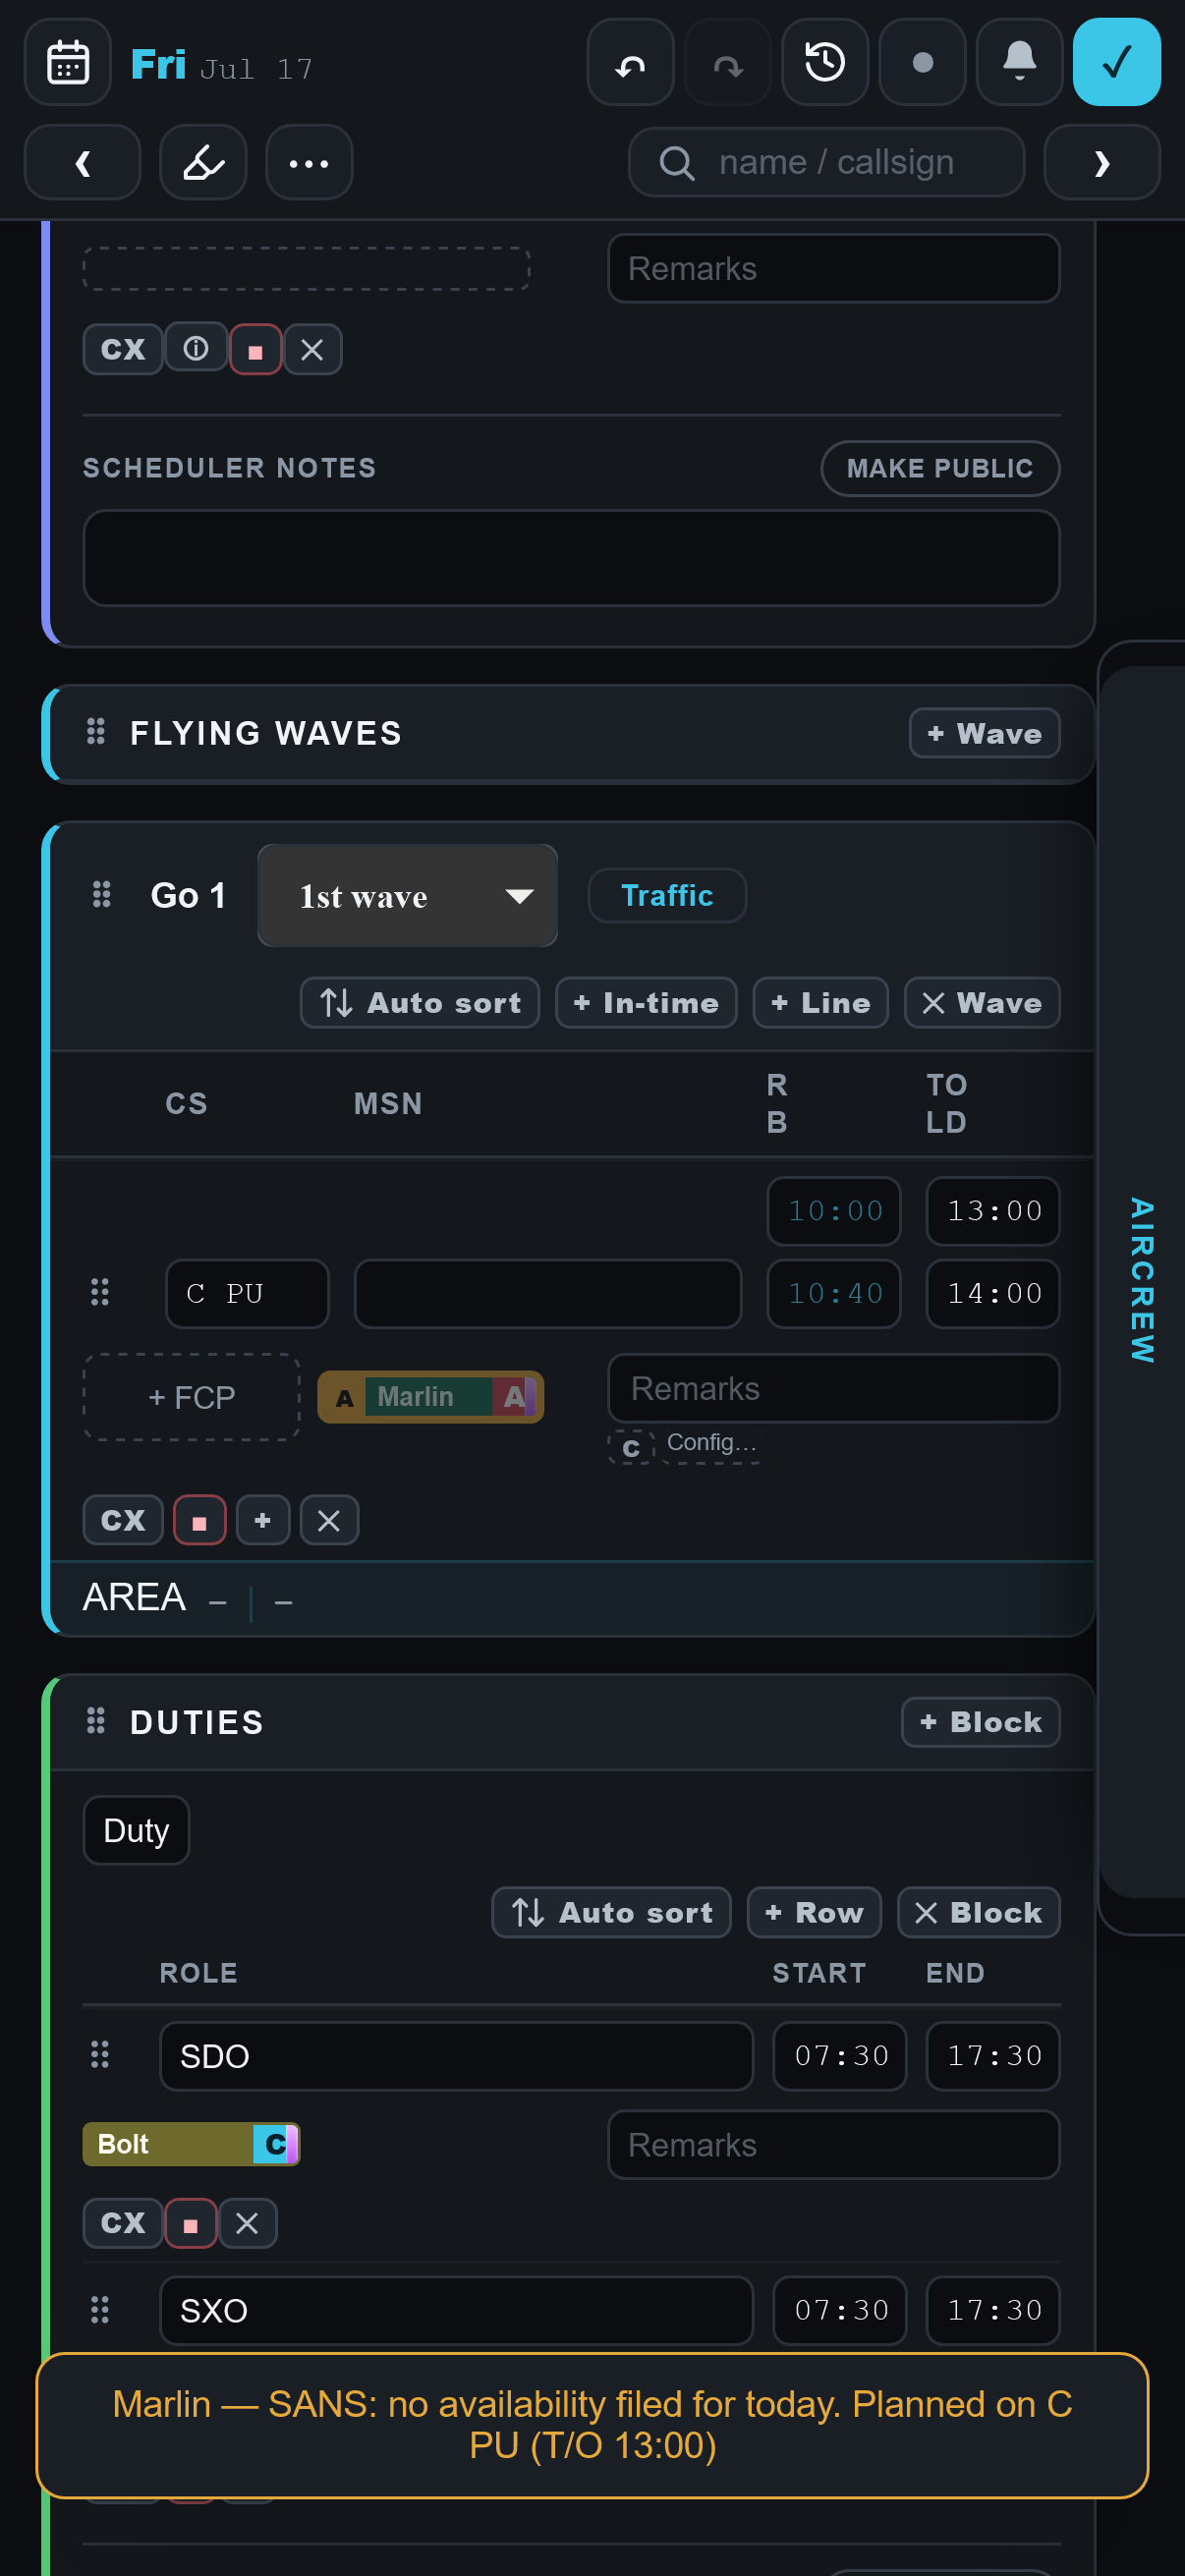 Fri Jul 17
name / callsign
Remarks
CX
SCHEDULER NOTES
MAKE PUBLIC
FLYING WAVES
+ Wave
Go 1
1st wave
Traffic
Auto sort
+ In-time
+ Line
× Wave
CS
MSN
R
B
TO
LD
10:00
13:00
C PU
10:40
14:00
+ FCP
A Marlin A
Remarks
C Config...
CX
+
AREA – | –
AIRCREW
DUTIES
+ Block
Duty
Auto sort
+ Row
× Block
ROLE
START
END
SDO
07:30
17:30
Bolt C
Remarks
CX
SXO
07:30
17:30
Marlin — SANS: no availability filed for today. Planned on C
PU (T/O 13:00)